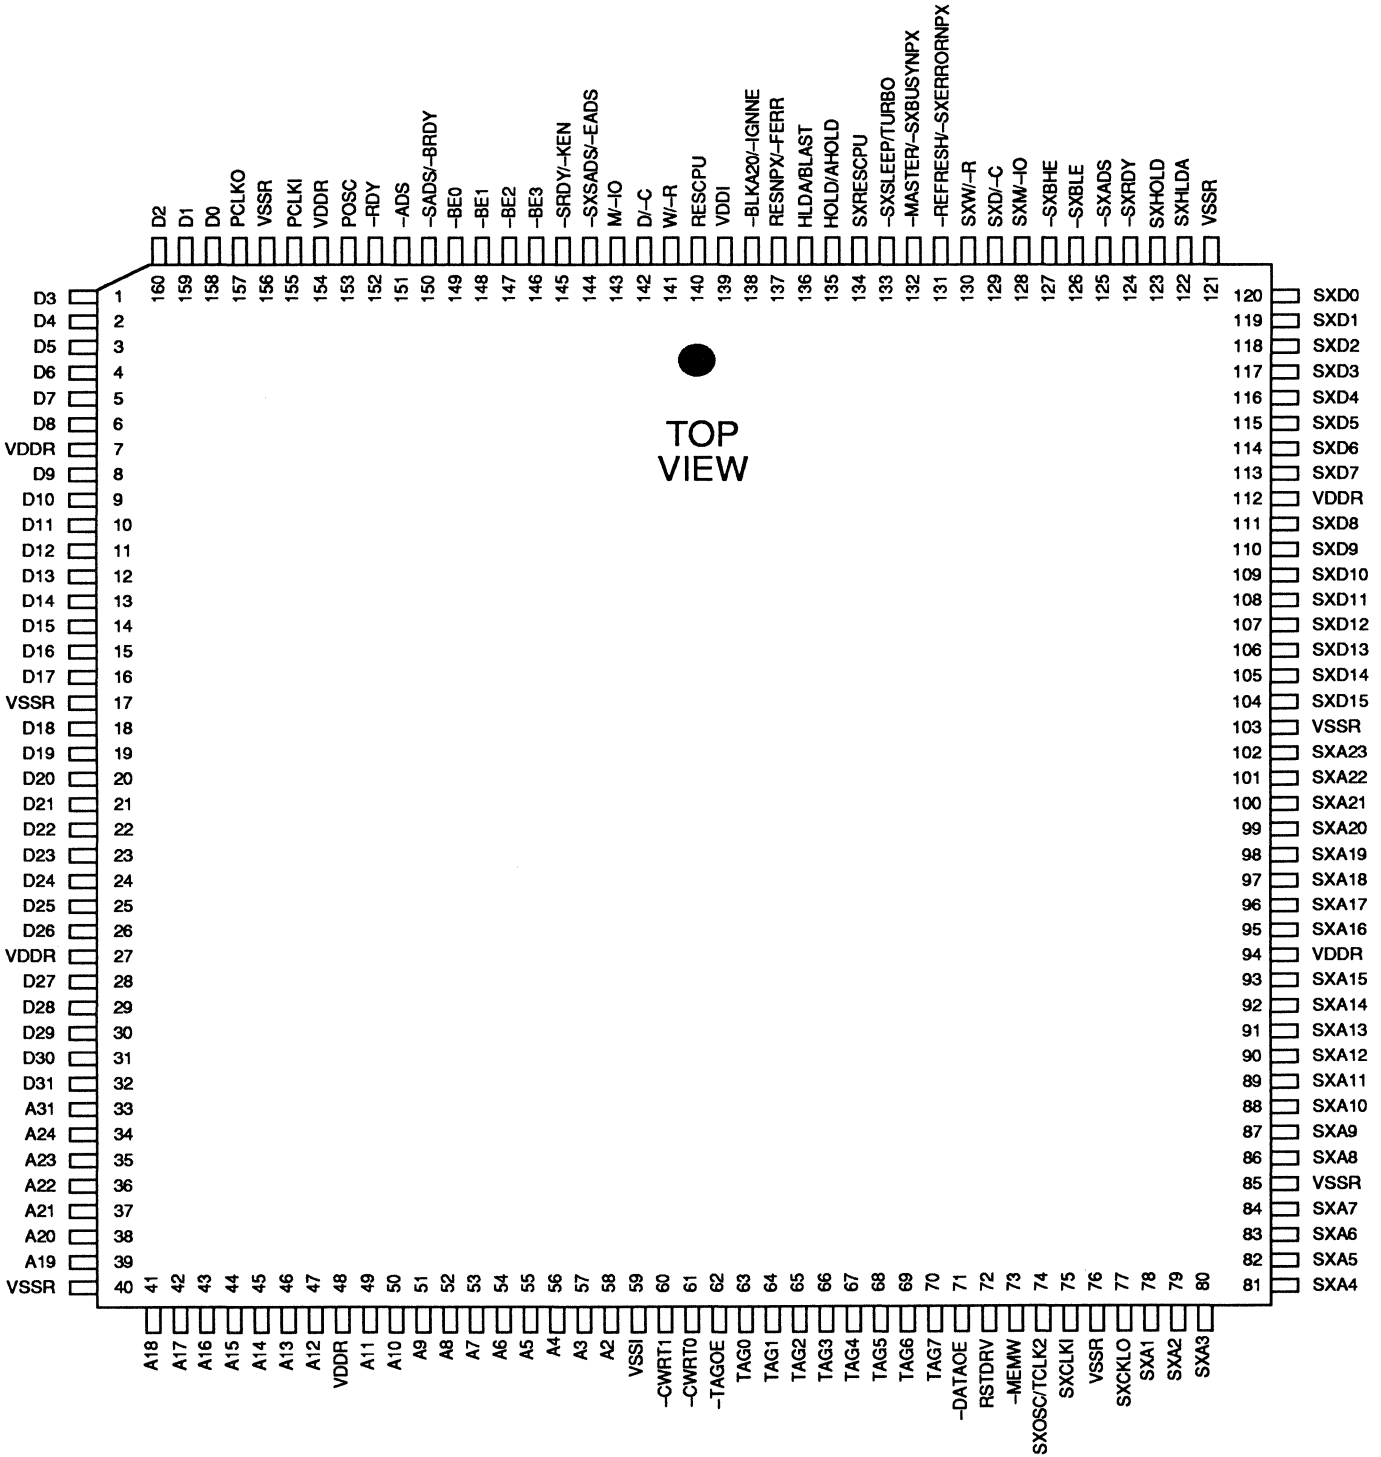 D2 D1 D0 PCLKO VSSR PCLKI VDDR POSC –RDY –ADS –SADS/–BRDY –BE0 –BE1 –BE2 –BE3 –SRDY/–KEN –SXSADS/–EADS M/–IO D/–C W/–R RESCPU VDDI –BLKA20/–IGNNE RESNPX/–FERR HLDA/BLAST HOLD/AHOLD SXRESCPU –SXSLEEP/TURBO –MASTER/–SXBUSYNPX –REFRESH/–SXERRORNPX SXW/–R SXD/–C SXM/–IO –SXBHE –SXBLE –SXADS –SXRDY SXHOLD SXHLDA VSSR
160 159 158 157 156 155 154 153 152 151 150 149 148 147 146 145 144 143 142 141 140 139 138 137 136 135 134 133 132 131 130 129 128 127 126 125 124 123 122 121
D3 1 120 SXD0
D4 2 119 SXD1
D5 3 118 SXD2
D6 4 117 SXD3
D7 5 116 SXD4
D8 6 115 SXD5
TOP
VDDR 7 114 SXD6
VIEW
D9 8 113 SXD7
D10 9 112 VDDR
D11 10 111 SXD8
D12 11 110 SXD9
D13 12 109 SXD10
D14 13 108 SXD11
D15 14 107 SXD12
D16 15 106 SXD13
D17 16 105 SXD14
VSSR 17 104 SXD15
D18 18 103 VSSR
D19 19 102 SXA23
D20 20 101 SXA22
D21 21 100 SXA21
D22 22 99 SXA20
D23 23 98 SXA19
D24 24 97 SXA18
D25 25 96 SXA17
D26 26 95 SXA16
VDDR 27 94 VDDR
D27 28 93 SXA15
D28 29 92 SXA14
D29 30 91 SXA13
D30 31 90 SXA12
D31 32 89 SXA11
A31 33 88 SXA10
A24 34 87 SXA9
A23 35 86 SXA8
A22 36 85 VSSR
A21 37 84 SXA7
A20 38 83 SXA6
A19 39 82 SXA5
VSSR 40 81 SXA4
41 42 43 44 45 46 47 48 49 50 51 52 53 54 55 56 57 58 59 60 61 62 63 64 65 66 67 68 69 70 71 72 73 74 75 76 77 78 79 80
A18 A17 A16 A15 A14 A13 A12 VDDR A11 A10 A9 A8 A7 A6 A5 A4 A3 A2 VSSI –CWRT1 –CWRT0 –TAGOE TAG0 TAG1 TAG2 TAG3 TAG4 TAG5 TAG6 TAG7 –DATAOE RSTDRV –MEMW SXOSC/TCLK2 SXCLKI VSSR SXCKLO SXA1 SXA2 SXA3